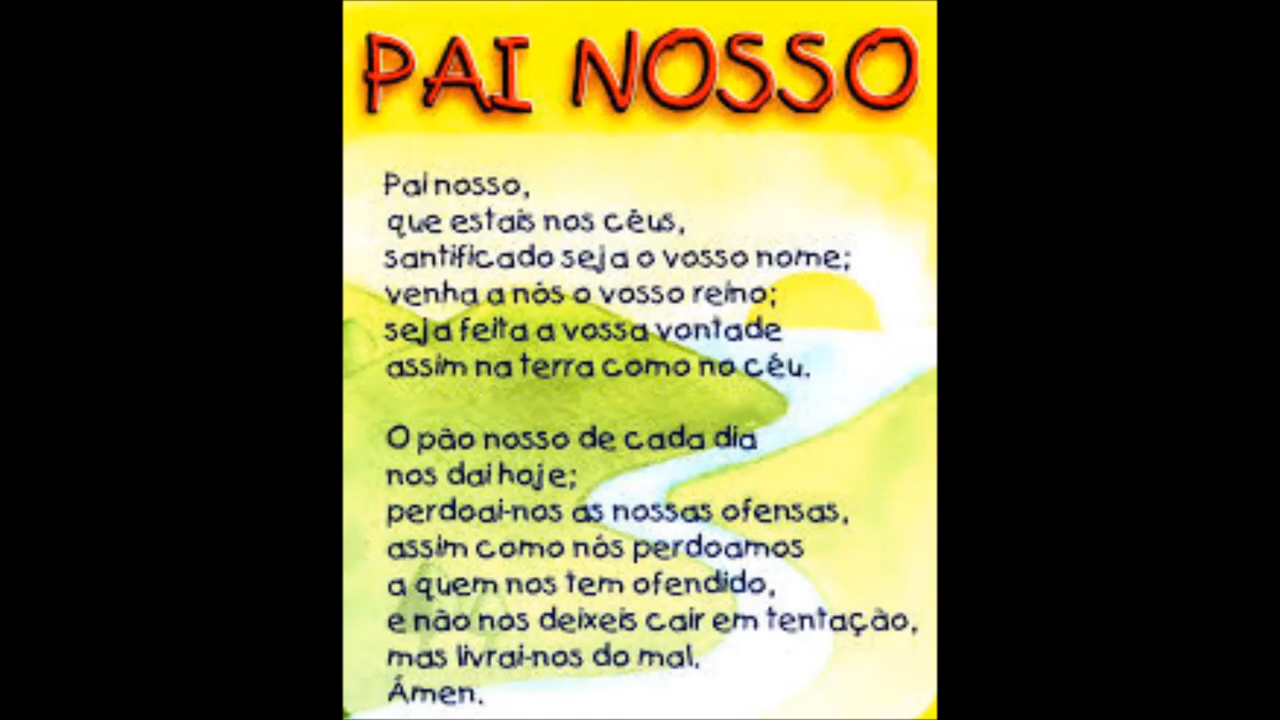 PAI NOSSO
Pai nosso,
que estais nos céus,
santificado seja o vosso nome;
venha a nós o vosso reino;
seja feita a vossa vontade
assim na terra como no céu.
O pão nosso de cada dia
nos dai hoje;
perdoai-nos as nossas ofensas,
assim como nós perdoamos
a quem nos tem ofendido,
e não nos deixeis cair em tentação,
mas livrai-nos do mal.
Ámen.